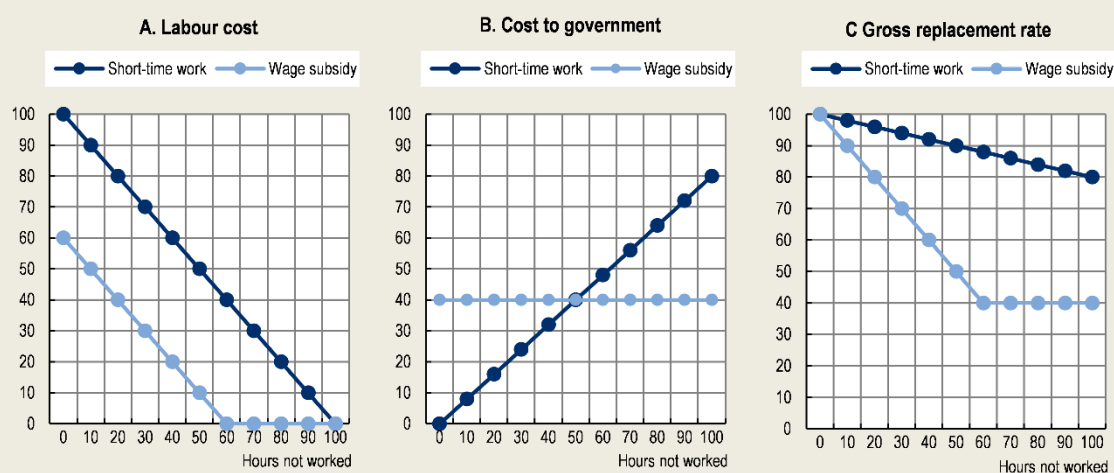 A. Labour cost
Short-time work Wage subsidy
100
90
80
70
60
50
40
30
20
10
0
0 10 20 30 40 50 60 70 80 90 100
Hours not worked
B. Cost to government
Short-time work Wage subsidy
100
90
80
70
60
50
40
30
20
10
0
0 10 20 30 40 50 60 70 80 90 100
Hours not worked
C Gross replacement rate
Short-time work Wage subsidy
100
90
80
70
60
50
40
30
20
10
0
0 10 20 30 40 50 60 70 80 90 100
Hours not worked